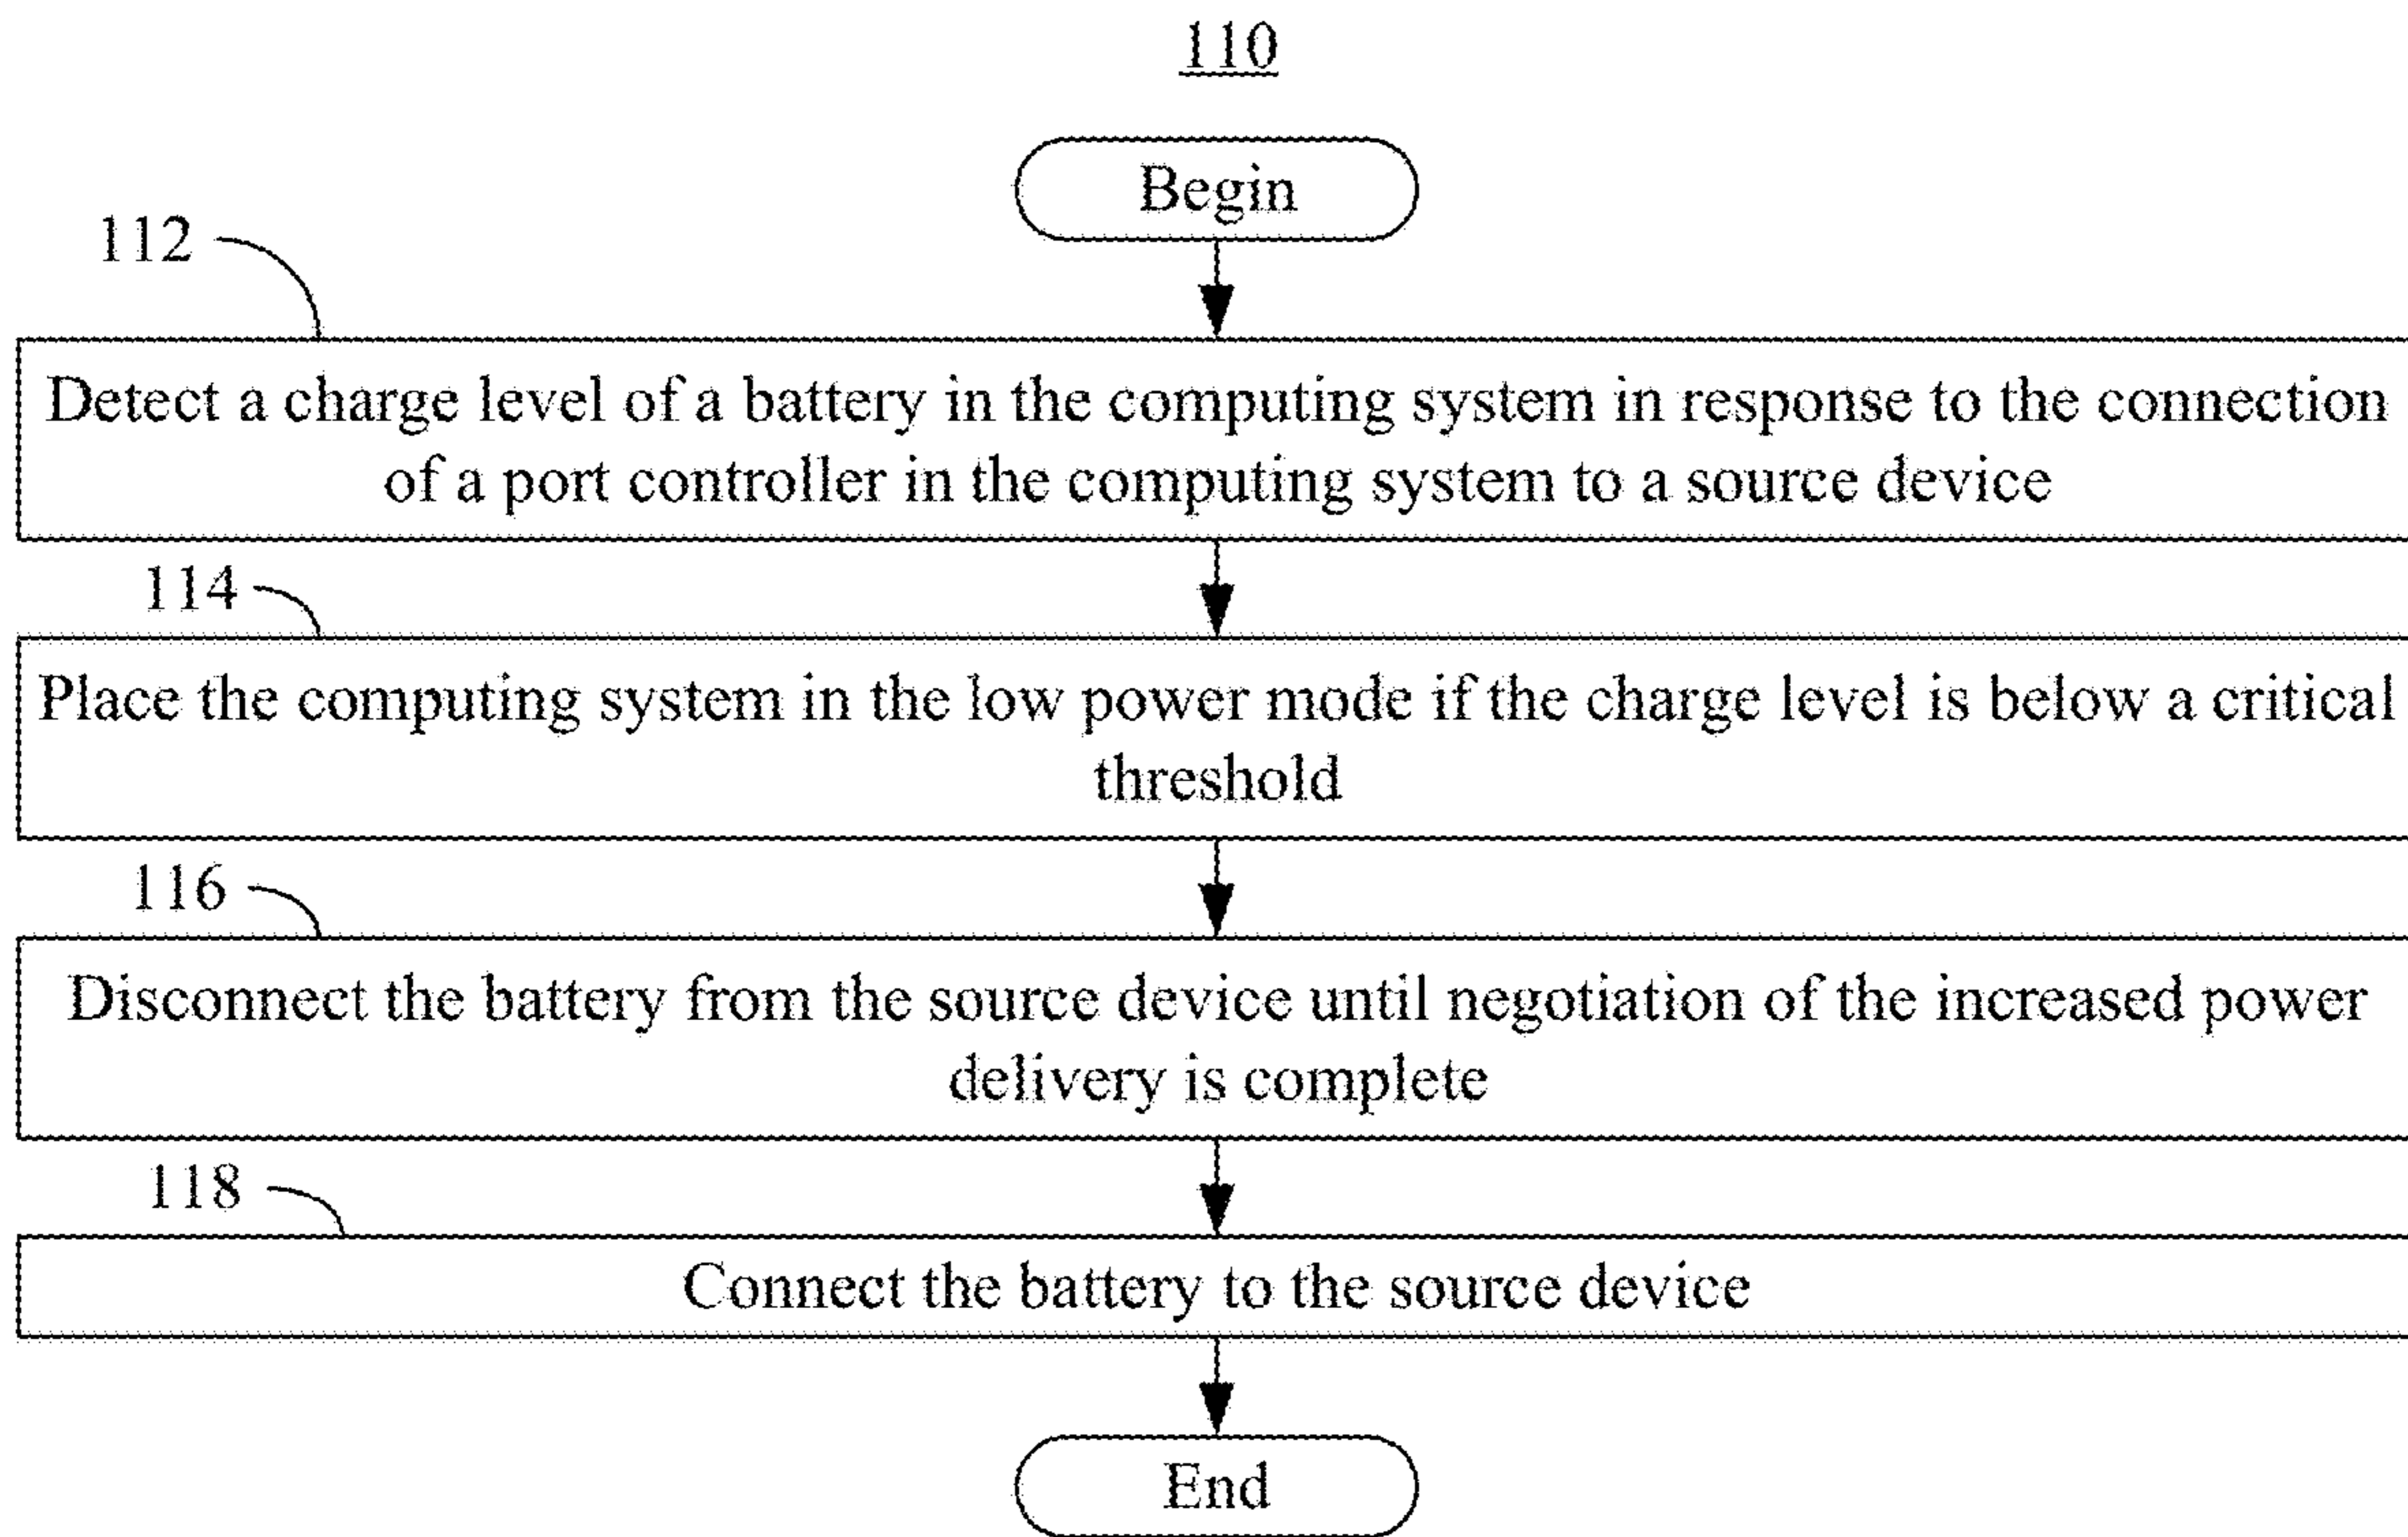 110
Begin
112
Detect a charge level of a battery in the computing system in response to the connection
of a port controller in the computing system to a source device
114
Place the computing system in the low power mode if the charge level is below a critical
threshold
116
Disconnect the battery from the source device until negotiation of the increased power
delivery is complete
118
Connect the battery to the source device
End